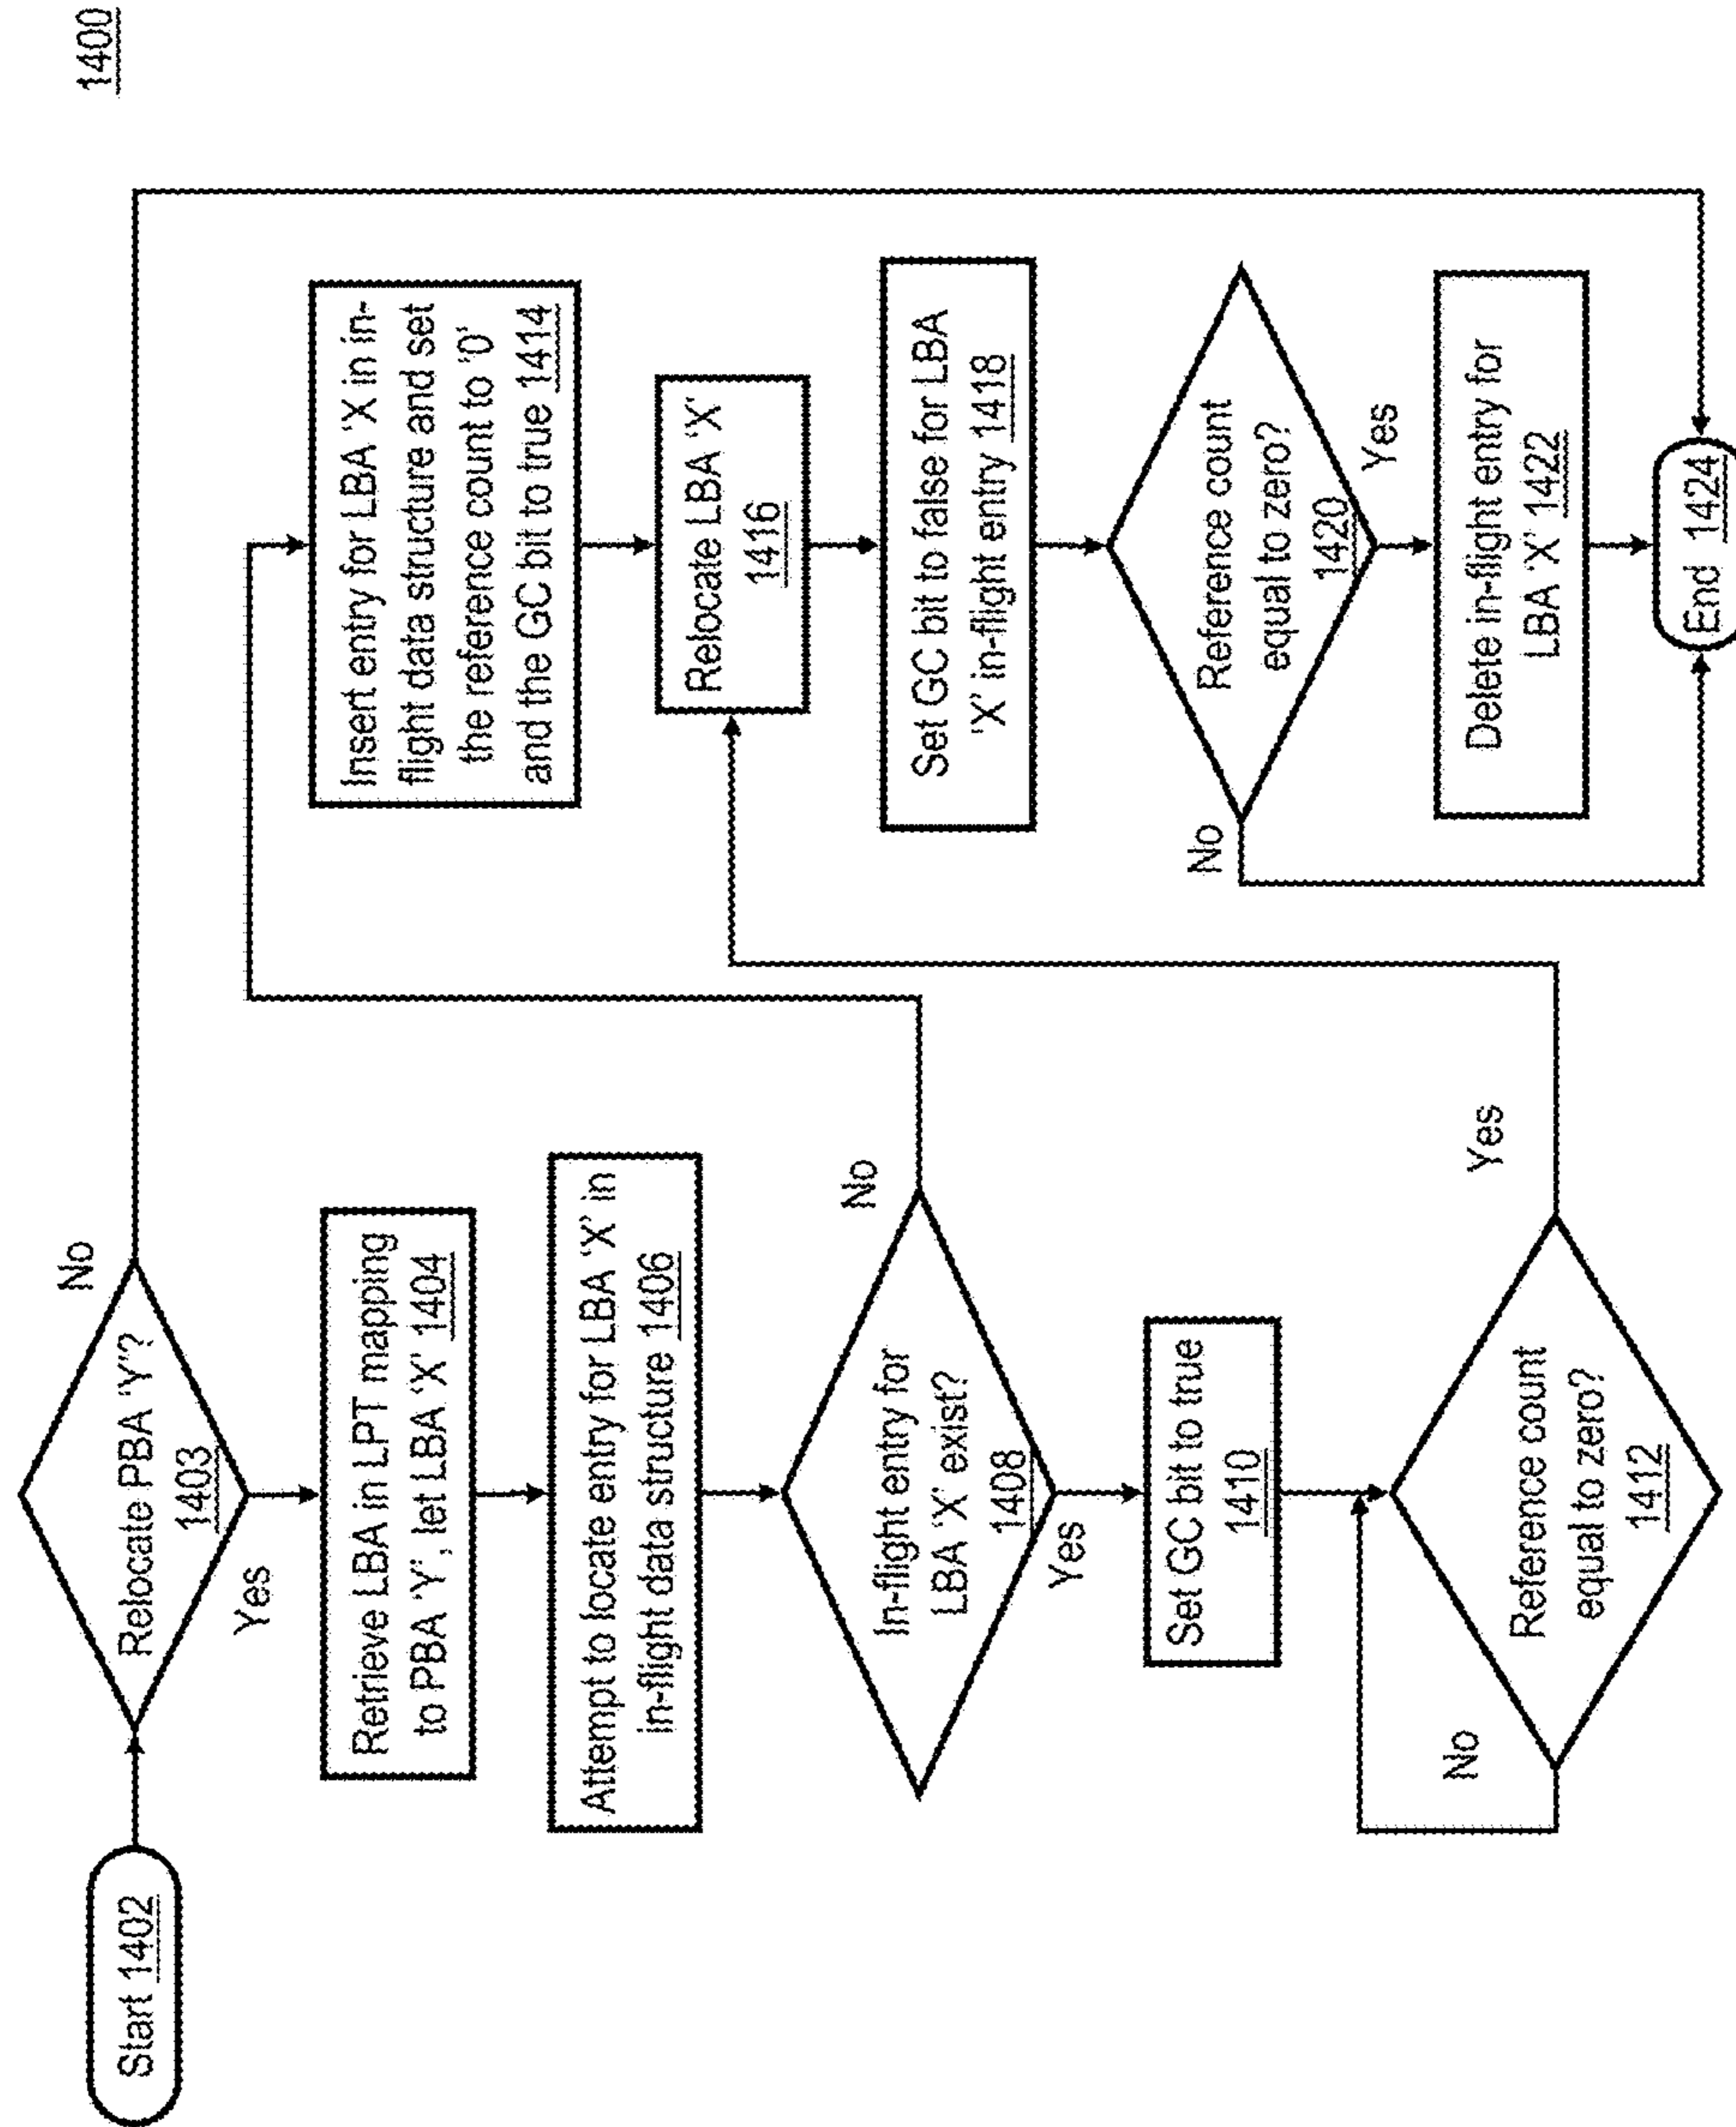 1400
Start 1402
Relocate PBA 'Y'?
1403
No
Yes
Retrieve LBA in LPT mapping
to PBA 'Y', let LBA 'X' 1404
Attempt to locate entry for LBA 'X' in
in-flight data structure 1406
In-flight entry for
LBA 'X' exist?
1408
No
Yes
Set GC bit to true
1410
Reference count
equal to zero?
1412
No
Yes
Insert entry for LBA 'X in in-
flight data structure and set
the reference count to '0'
and the GC bit to true 1414
Relocate LBA 'X'
1416
Set GC bit to false for LBA
'X' in-flight entry 1418
Reference count
equal to zero?
1420
No
Yes
Delete in-flight entry for
LBA 'X' 1422
End 1424